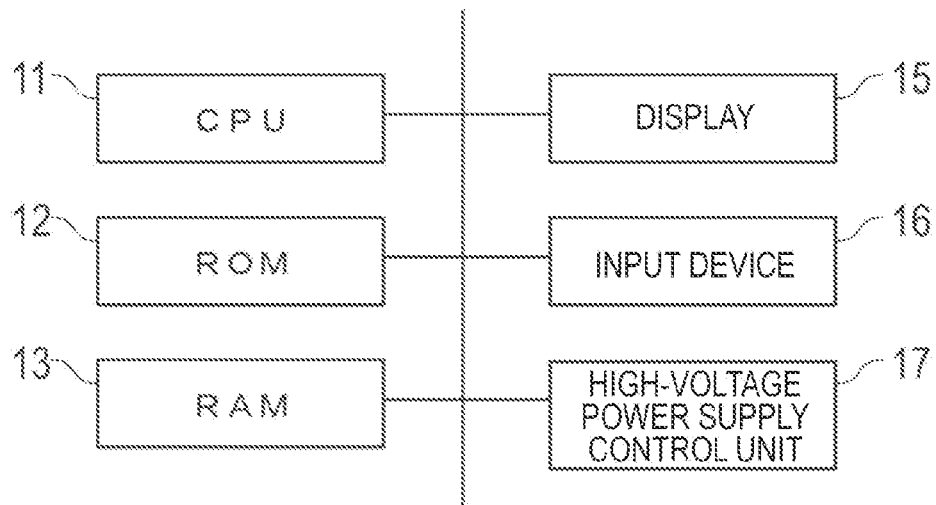 11
CPU
15
DISPLAY
12
ROM
16
INPUT DEVICE
13
RAM
17
HIGH-VOLTAGE
POWER SUPPLY
CONTROL UNIT